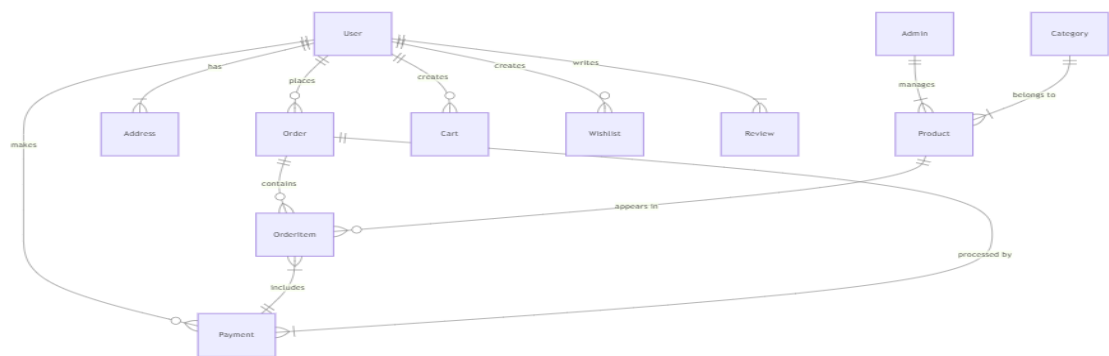 User
Admin
Category
has
places
creates
creates
writes
manages
belongs to
Address
Order
Cart
Wishlist
Review
Product
makes
contains
appears in
OrderItem
processed by
includes
Payment